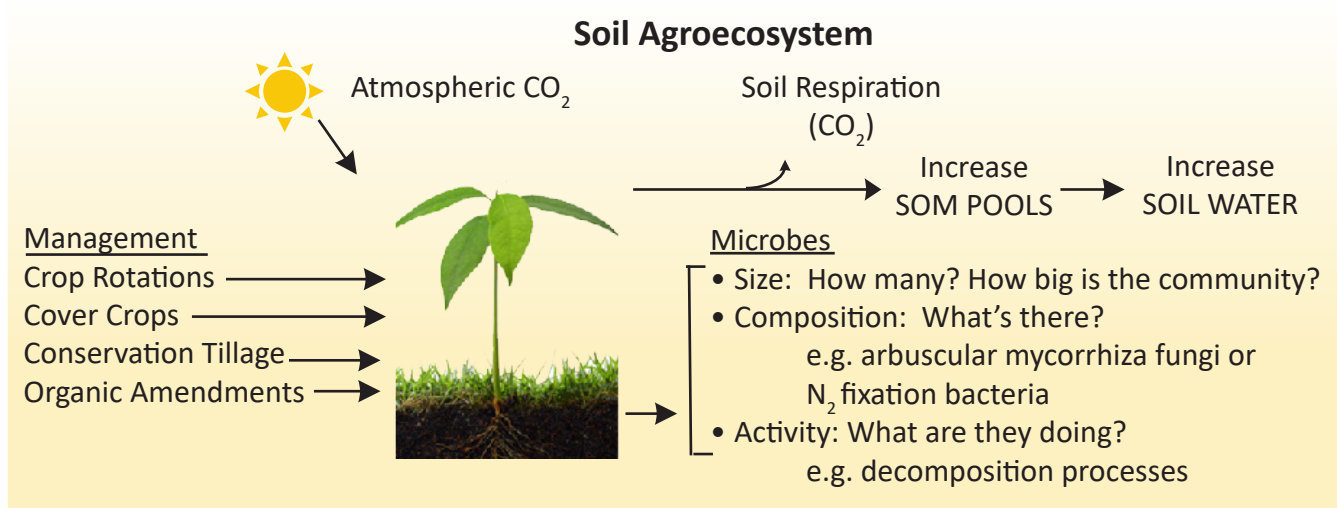 Soil Agroecosystem
Atmospheric CO₂
Soil Respiration
(CO₂)
Increase
SOM POOLS
Increase
SOIL WATER
Management
Crop Rotations
Cover Crops
Conservation Tillage
Organic Amendments
Microbes
• Size:  How many? How big is the community?
• Composition:  What's there?
e.g. arbuscular mycorrhiza fungi or
N₂ fixation bacteria
• Activity: What are they doing?
e.g. decomposition processes